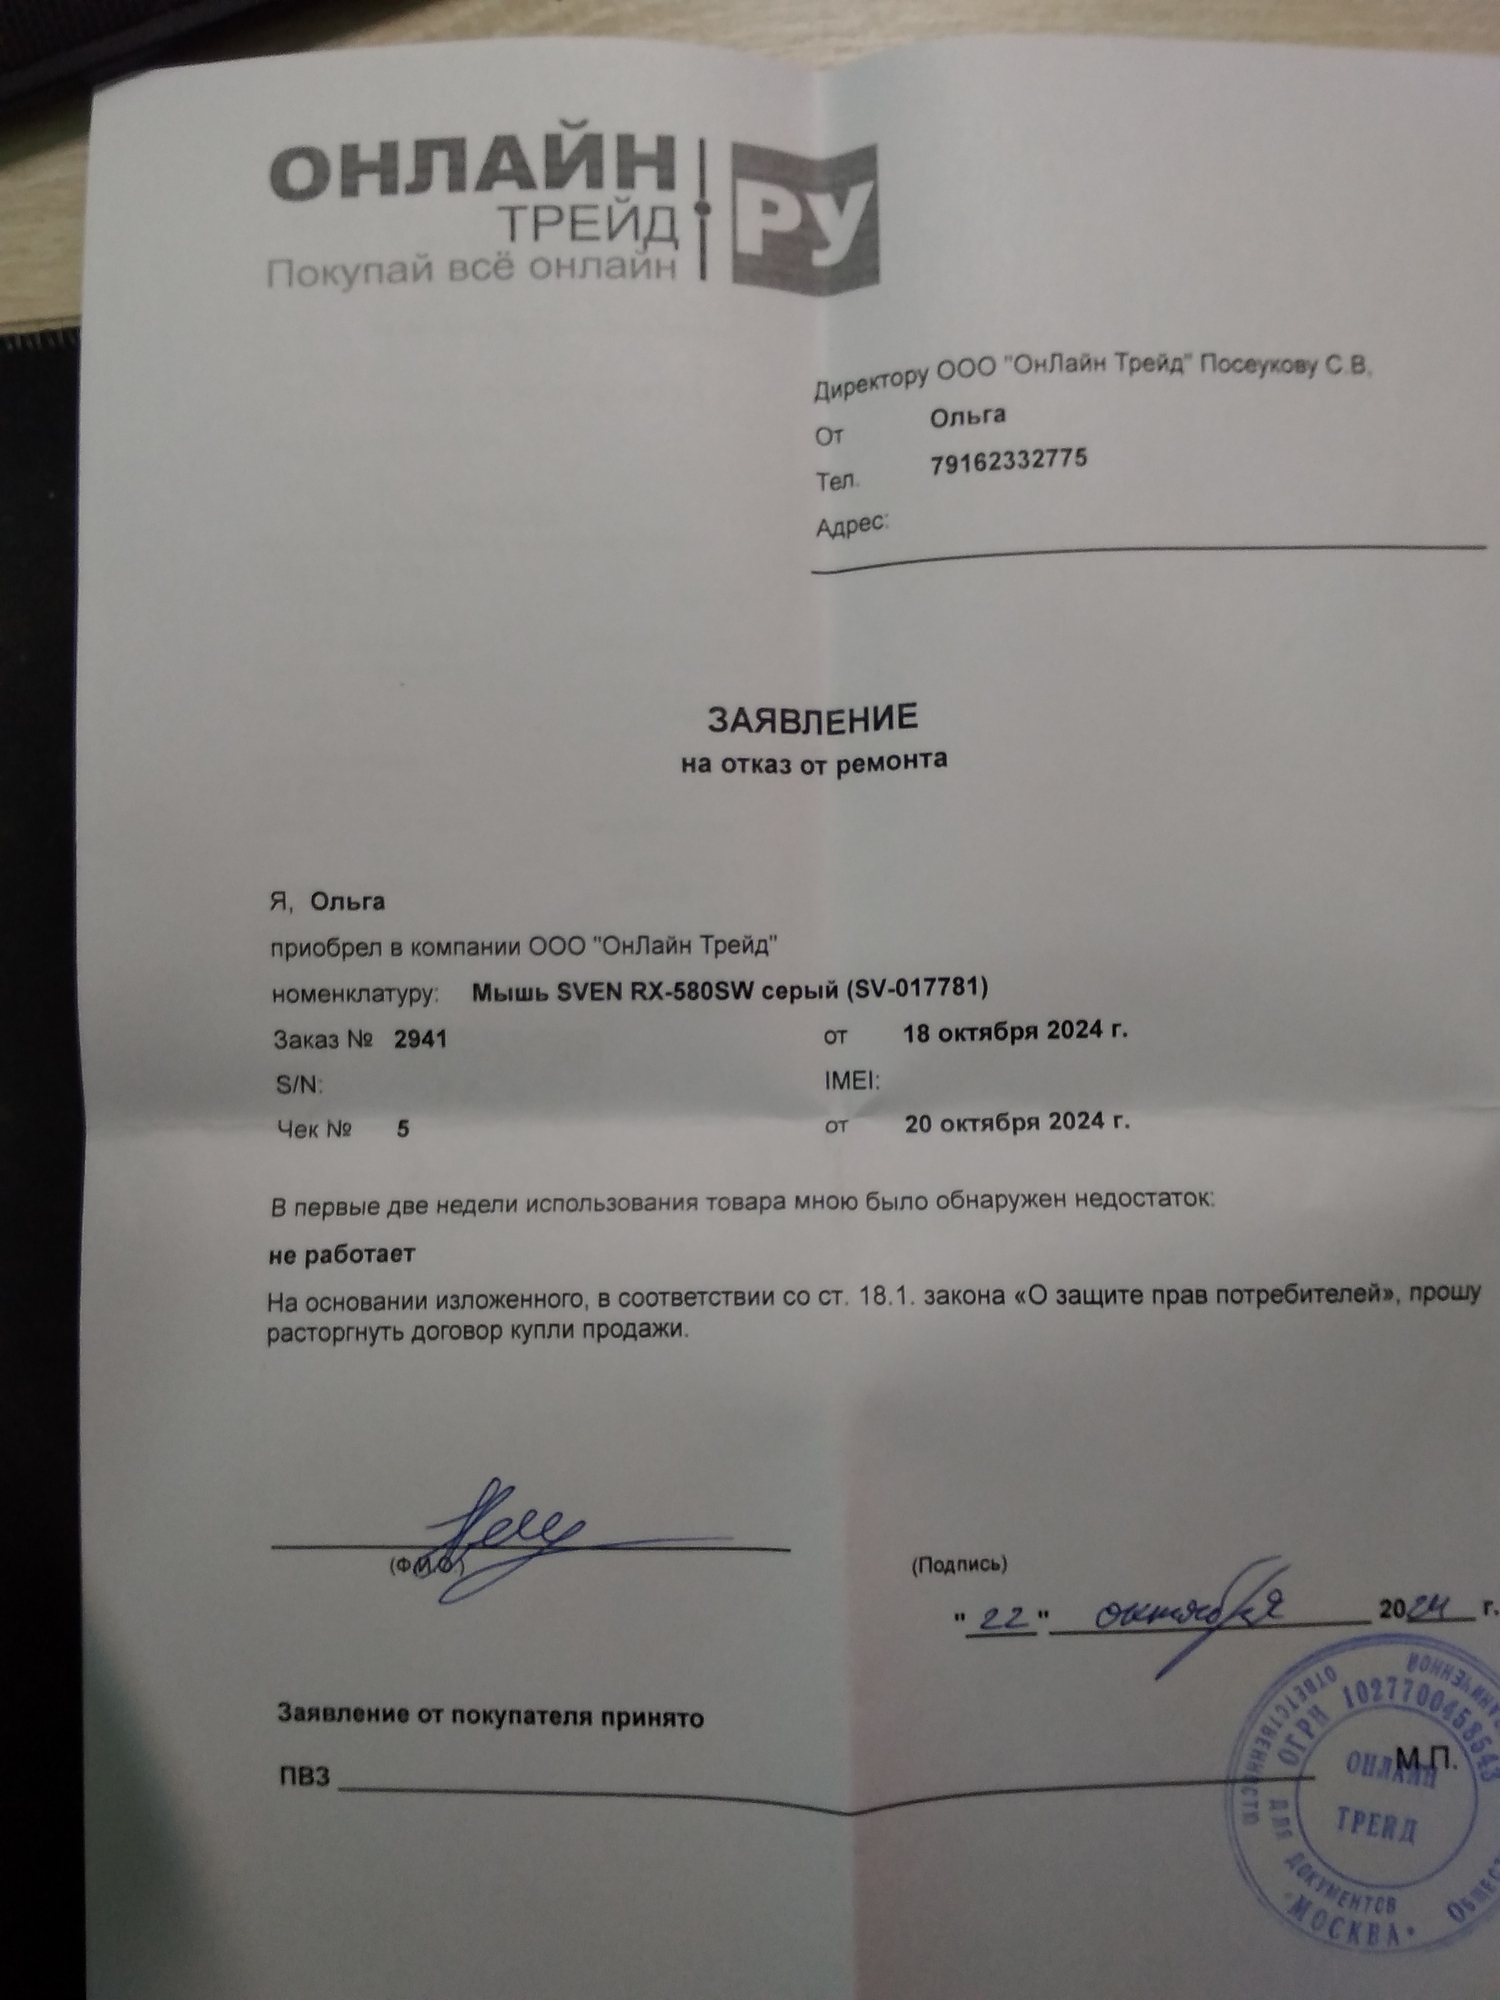 ОНЛАЙН
ТРЕЙД
РУ
Покупай всё онлайн
Директору ООО "ОнЛайн Трейд" Посеукову С.В.
От Ольга
Тел. 79162332775
Адрес:
ЗАЯВЛЕНИЕ
на отказ от ремонта
Я, Ольга
приобрел в компании ООО "ОнЛайн Трейд"
номенклатуру: Мышь SVEN RX-580SW серый (SV-017781)
Заказ № 2941 от 18 октября 2024 г.
S/N: IMEI:
Чек № 5 от 20 октября 2024 г.
В первые две недели использования товара мною было обнаружен недостаток:
не работает
На основании изложенного, в соответствии со ст. 18.1. закона «О защите прав потребителей», прошу
расторгнуть договор купли продажи.
(Ф.И.О.) (Подпись)
"22" октября 2024 г.
Заявление от покупателя принято
ПВЗ М.П.
ОГРН 1027700458543
ОТВЕТСТВЕННОСТЬЮ
ОНЛАЙН
ТРЕЙД
ДЛЯ ДОКУМЕНТОВ
МОСКВА